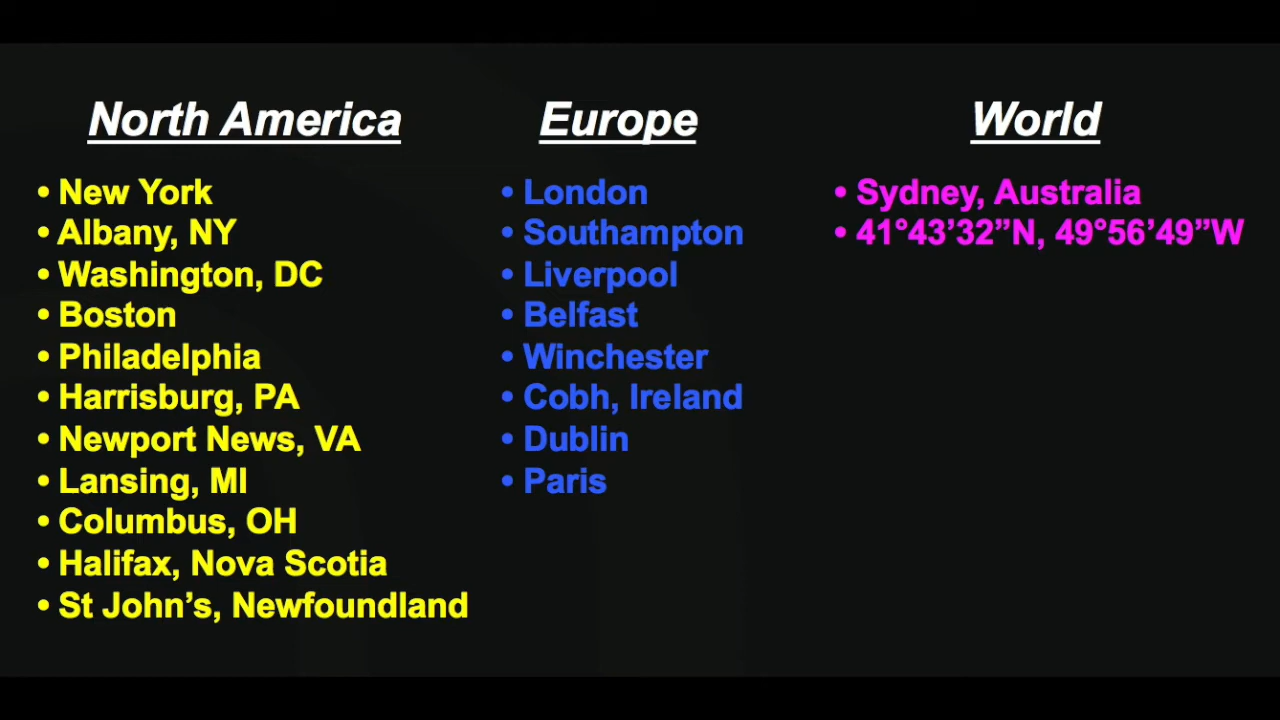 North America
• New York
• Albany, NY
• Washington, DC
• Boston
• Philadelphia
• Harrisburg, PA
• Newport News, VA
• Lansing, MI
• Columbus, OH
• Halifax, Nova Scotia
• St John’s, Newfoundland
Europe
• London
• Southampton
• Liverpool
• Belfast
• Winchester
• Cobh, Ireland
• Dublin
• Paris
World
• Sydney, Australia
• 41°43’32”N, 49°56’49”W